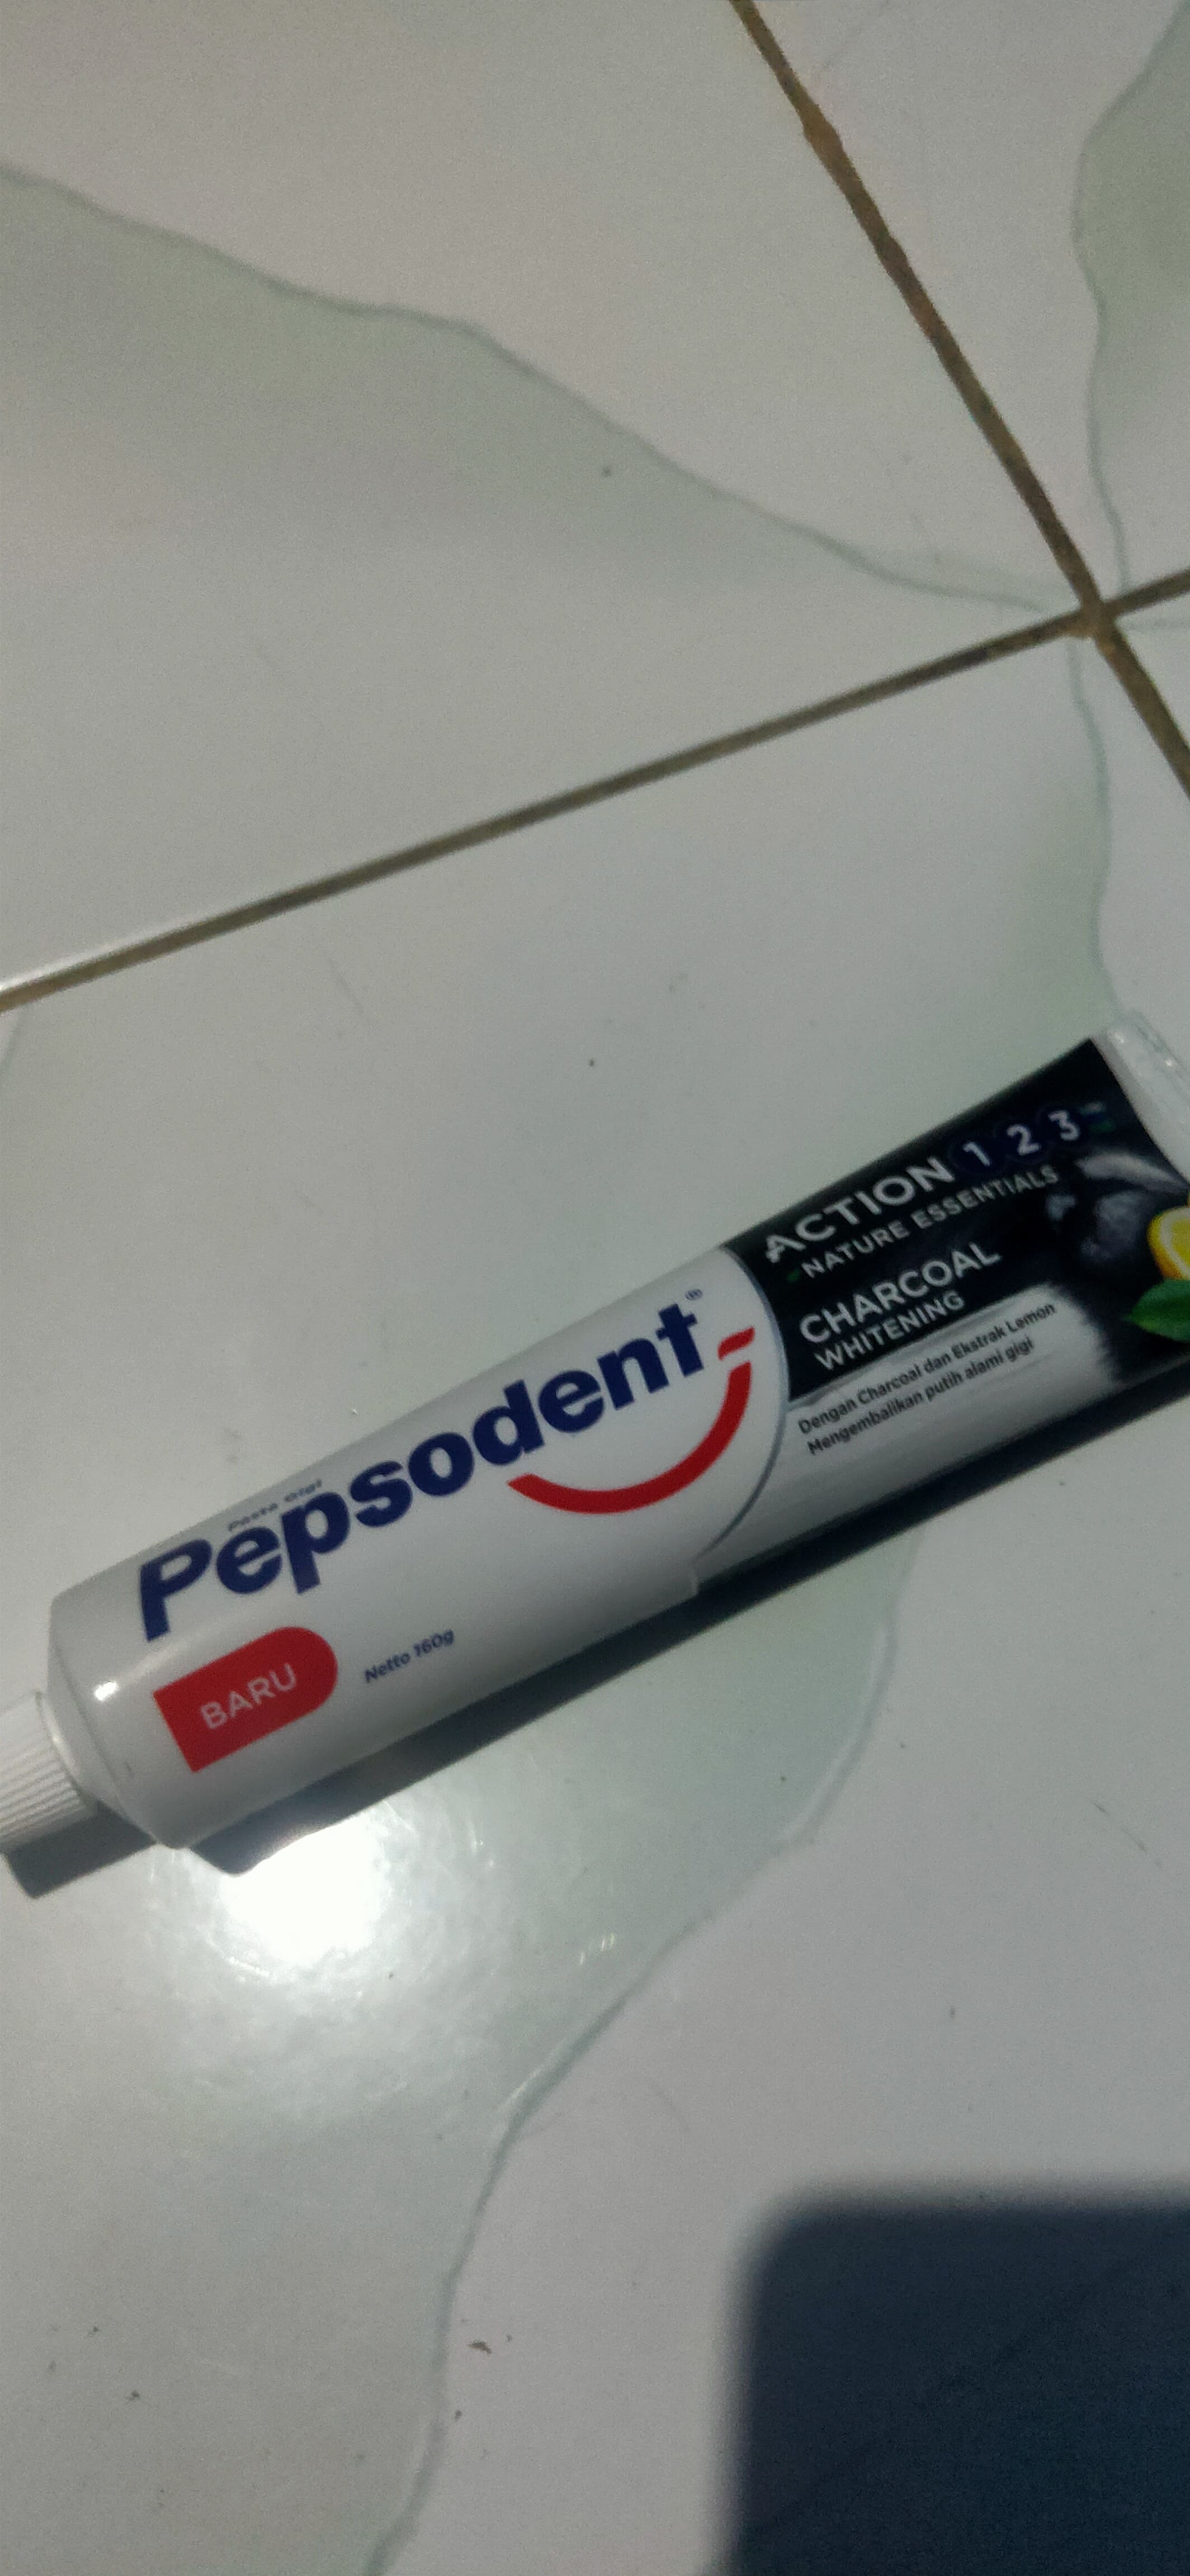 Pasta Gigi
Pepsodent®
BARU
Netto 160g
ACTION 1 2 3
NATURE ESSENTIALS
CHARCOAL
WHITENING
Dengan Charcoal dan Ekstrak Lemon
Mengembalikan putih alami gigi